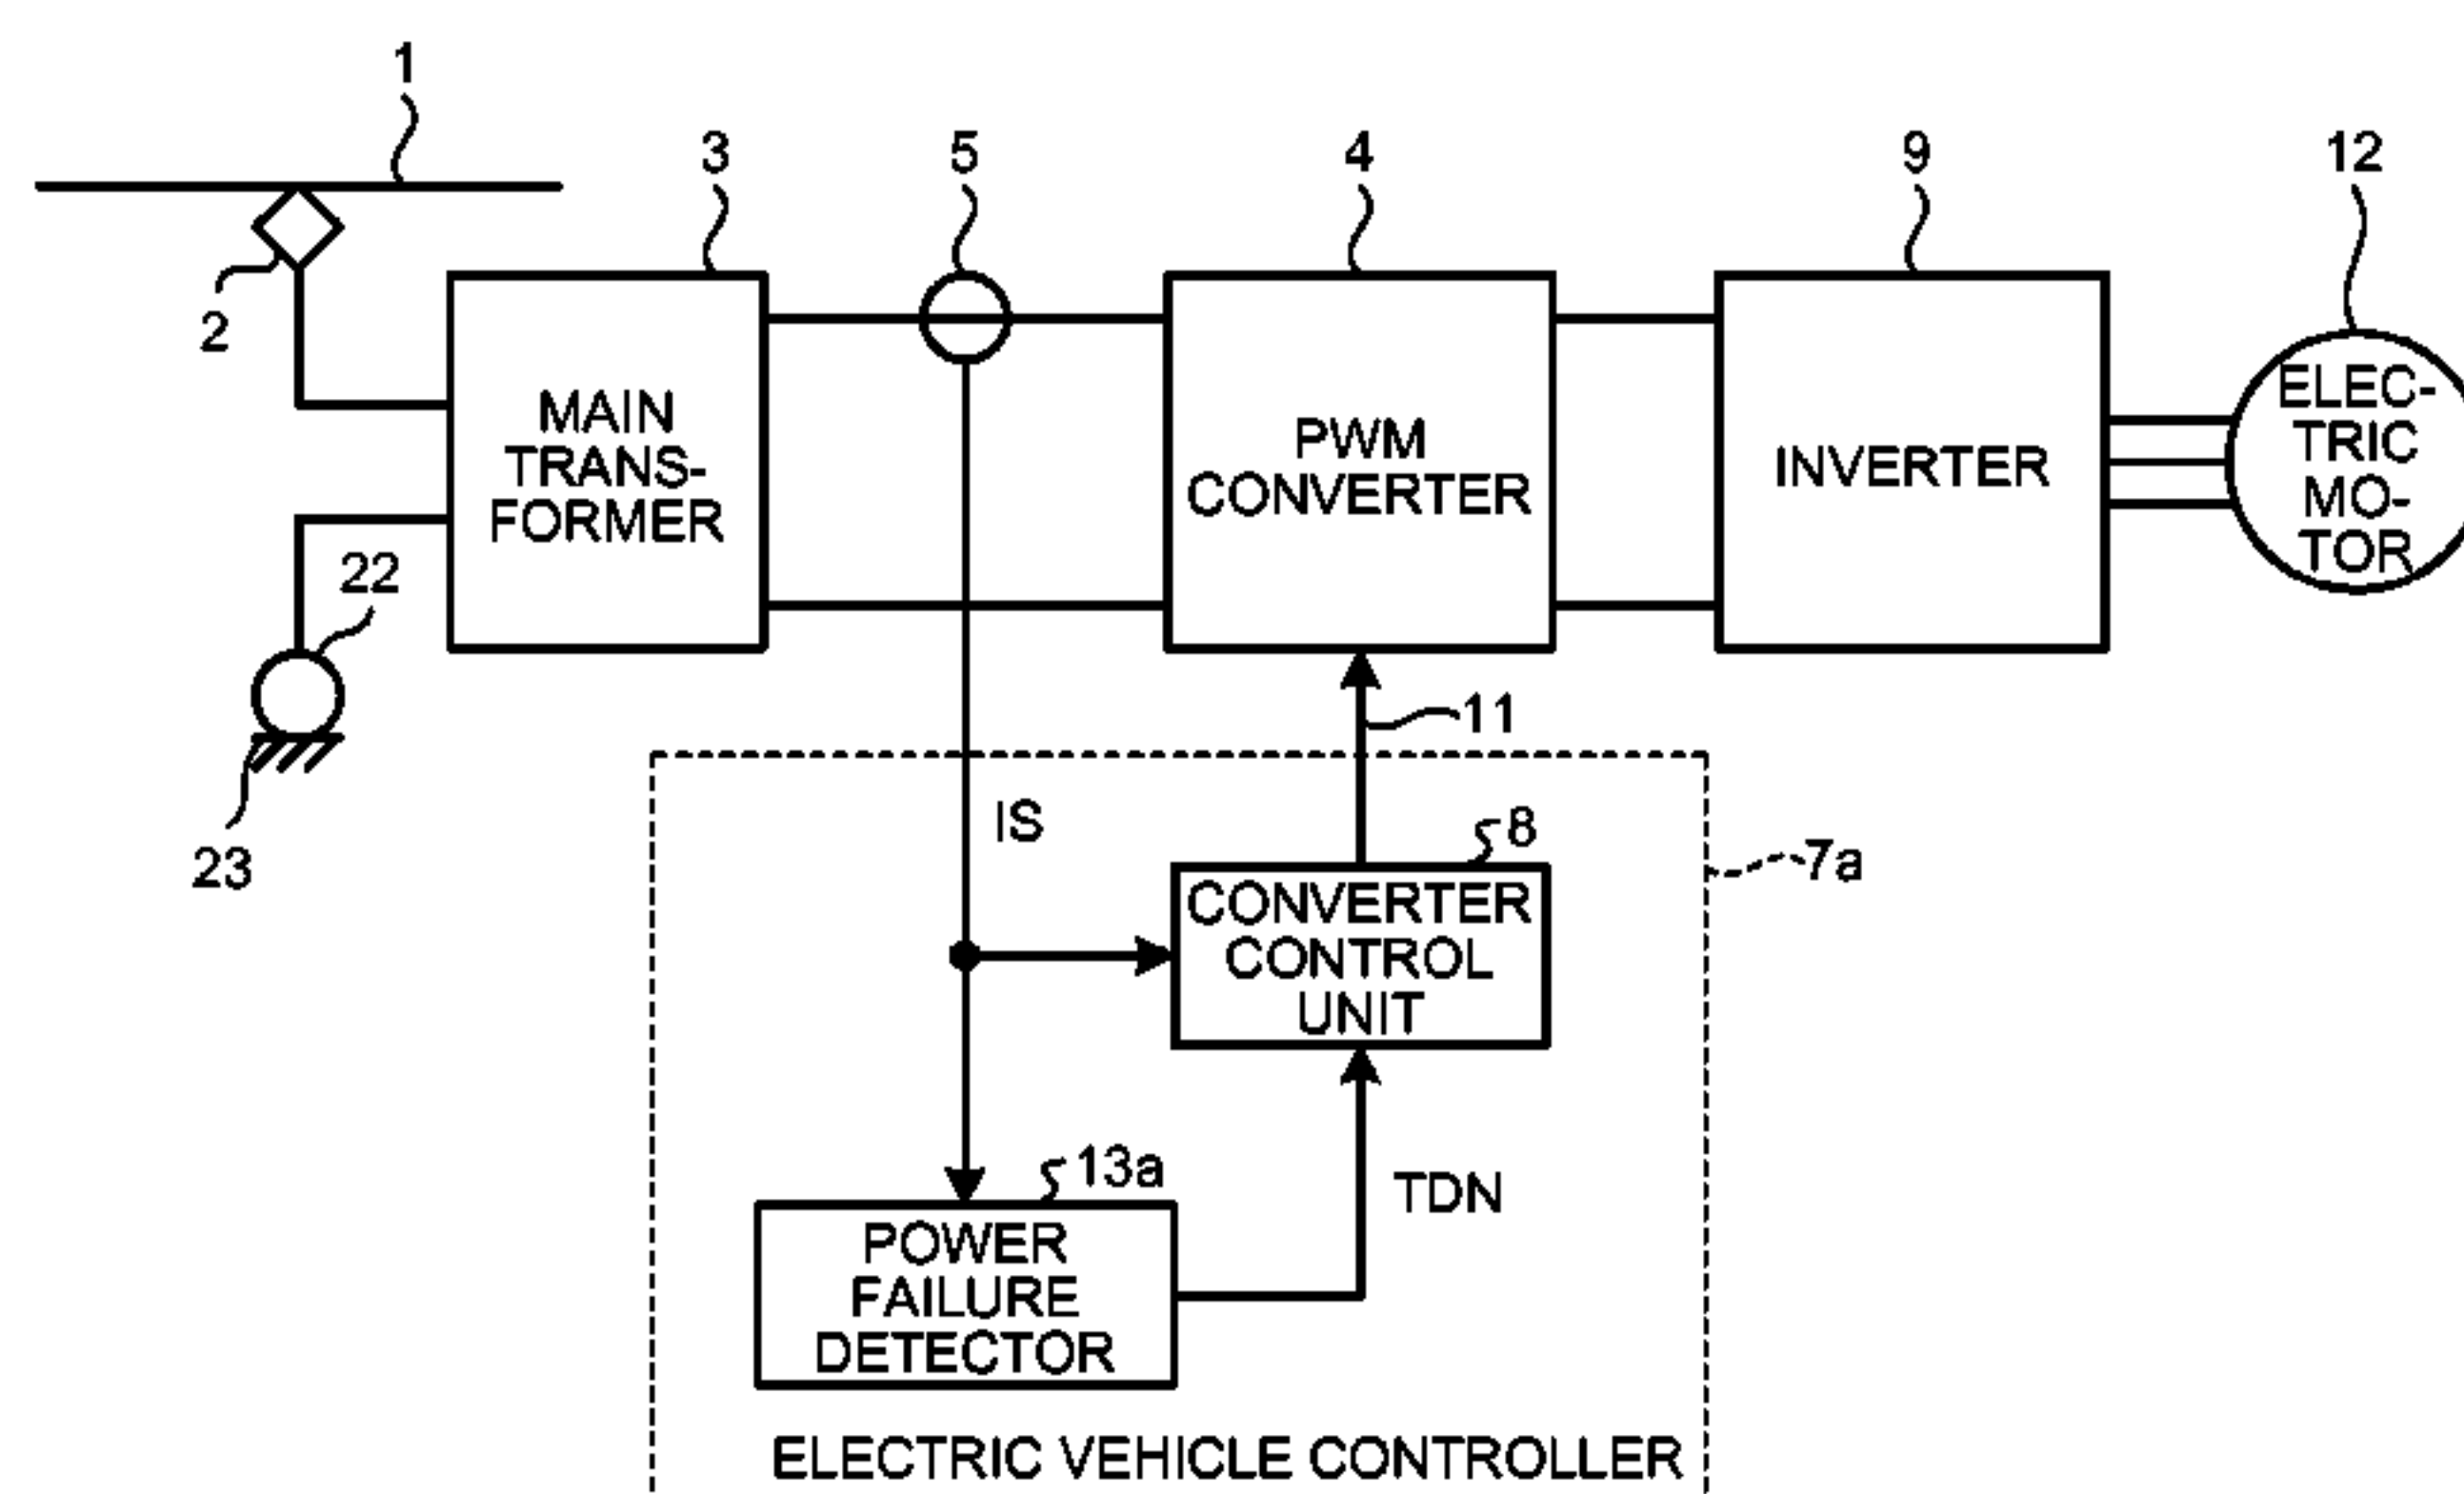 1
3
5
4
9
12
2
MAIN
TRANS-
FORMER
PWM
CONVERTER
INVERTER
ELEC-
TRIC
MO-
TOR
22
11
23
IS
8
7a
CONVERTER
CONTROL
UNIT
13a
TDN
POWER
FAILURE
DETECTOR
ELECTRIC VEHICLE CONTROLLER